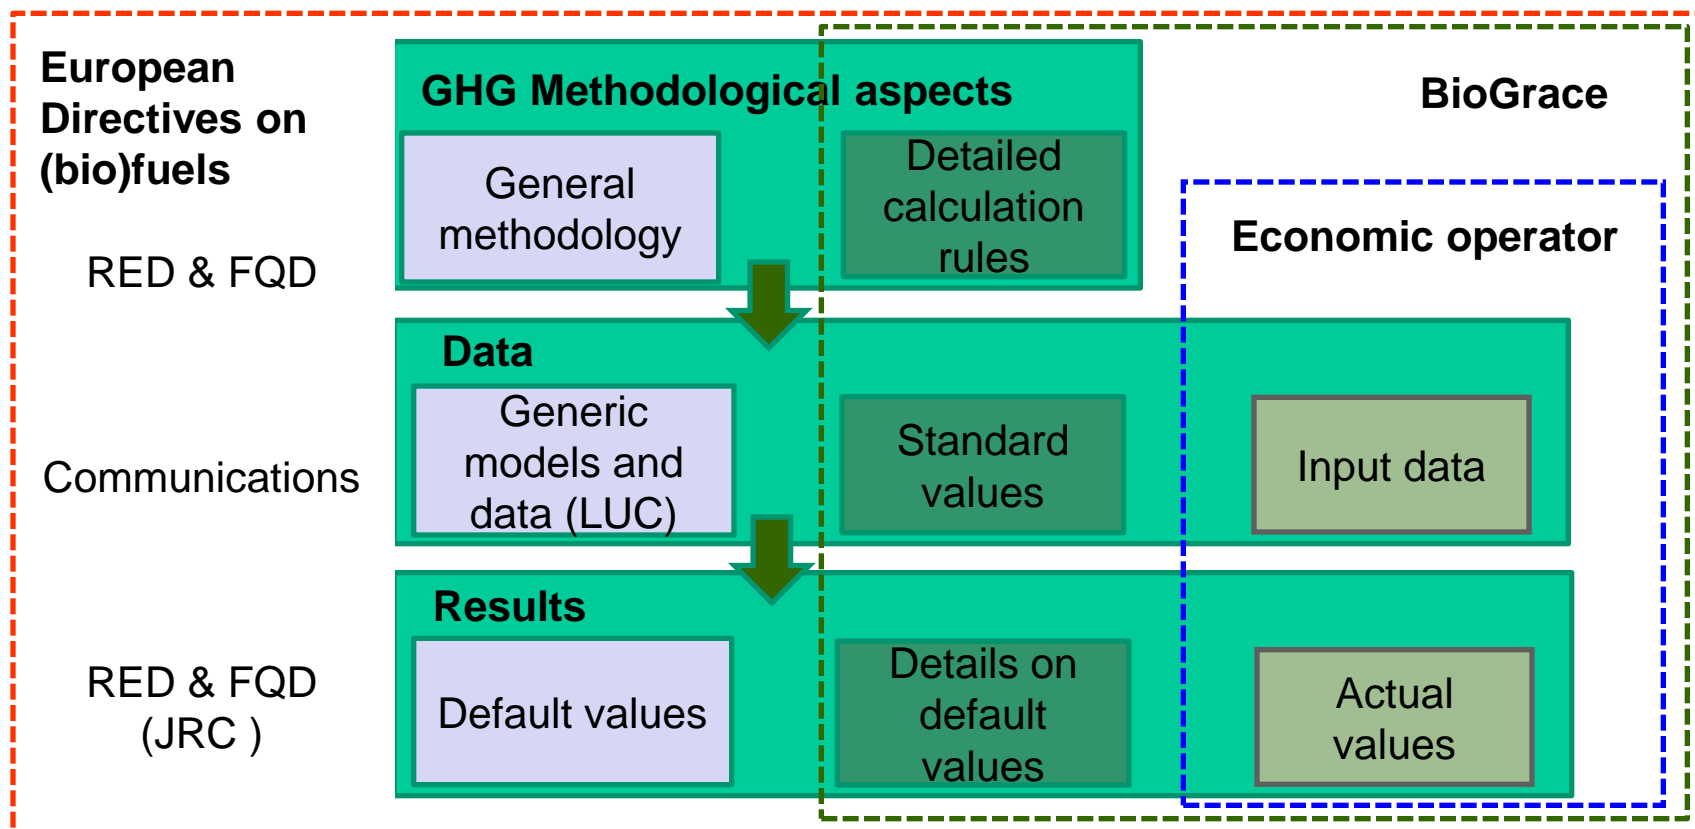 European
Directives on
(bio)fuels
GHG Methodological aspects
BioGrace
General
methodology
Detailed
calculation
rules
Economic operator
RED & FQD
Data
Generic
models and
data (LUC)
Standard
values
Input data
Communications
Results
Default values
Details on
default
values
Actual
values
RED & FQD
(JRC )